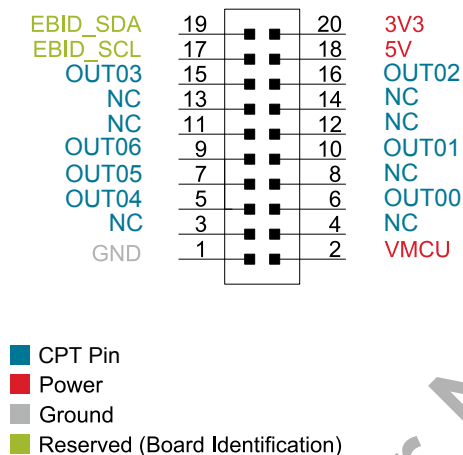 EBID_SDA 19 20 3V3
EBID_SCL 17 18 5V
OUT03 15 16 OUT02
NC 13 14 NC
NC 11 12 NC
OUT06 9 10 OUT01
OUT05 7 8 NC
OUT04 5 6 OUT00
NC 3 4 NC
GND 1 2 VMCU
CPT Pin
Power
Ground
Reserved (Board Identification)